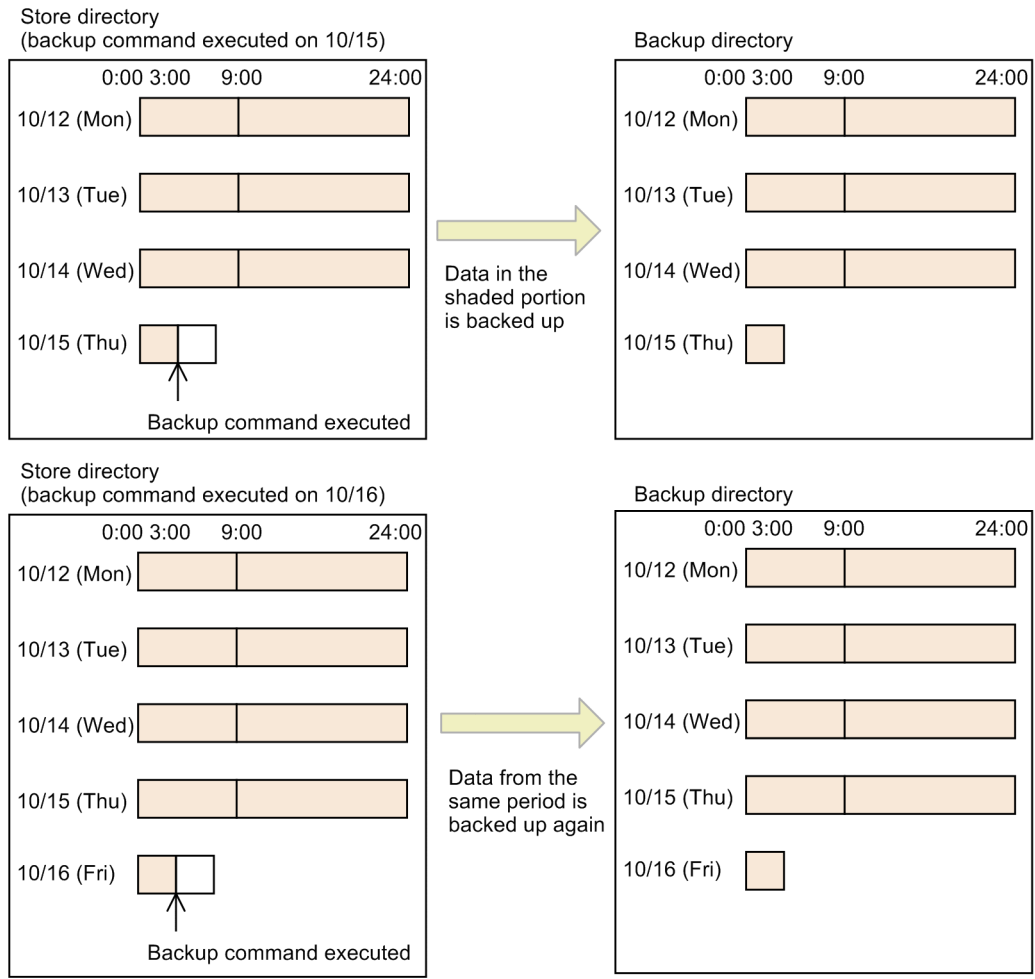 Store directory
(backup command executed on 10/15)
Backup directory
0:00 3:00 9:00 24:00
10/12 (Mon)
10/13 (Tue)
10/14 (Wed)
10/15 (Thu)
Backup command executed
Data in the
shaded portion
is backed up
0:00 3:00 9:00 24:00
10/12 (Mon)
10/13 (Tue)
10/14 (Wed)
10/15 (Thu)
Store directory
(backup command executed on 10/16)
Backup directory
0:00 3:00 9:00 24:00
10/12 (Mon)
10/13 (Tue)
10/14 (Wed)
10/15 (Thu)
10/16 (Fri)
Backup command executed
Data from the
same period is
backed up again
0:00 3:00 9:00 24:00
10/12 (Mon)
10/13 (Tue)
10/14 (Wed)
10/15 (Thu)
10/16 (Fri)